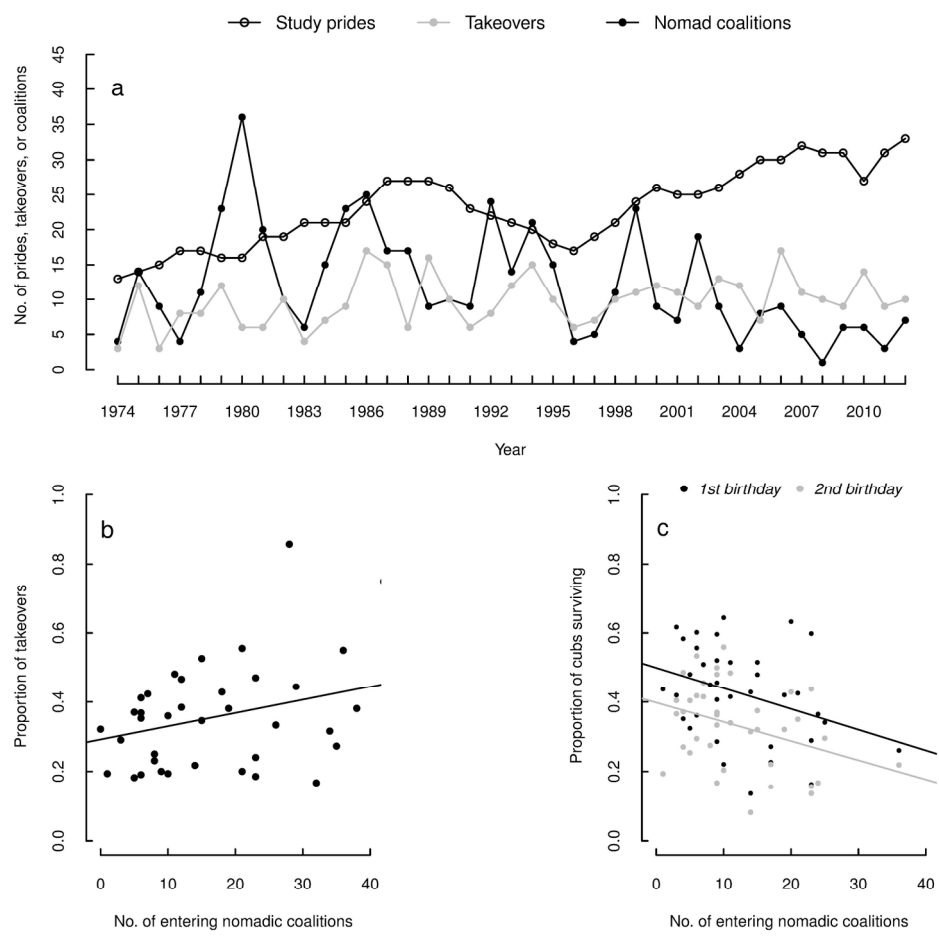 Study prides Takeovers Nomad coalitions
a
No. of prides, takeovers, or coalitions
45
40
35
30
25
20
15
10
5
0
1974 1977 1980 1983 1986 1989 1992 1995 1998 2001 2004 2007 2010
Year
b
Proportion of takeovers
1.0
0.8
0.6
0.4
0.2
0.0
0 10 20 30 40
No. of entering nomadic coalitions
1st birthday 2nd birthday
c
Proportion of cubs surviving
1.0
0.8
0.6
0.4
0.2
0.0
0 10 20 30 40
No. of entering nomadic coalitions